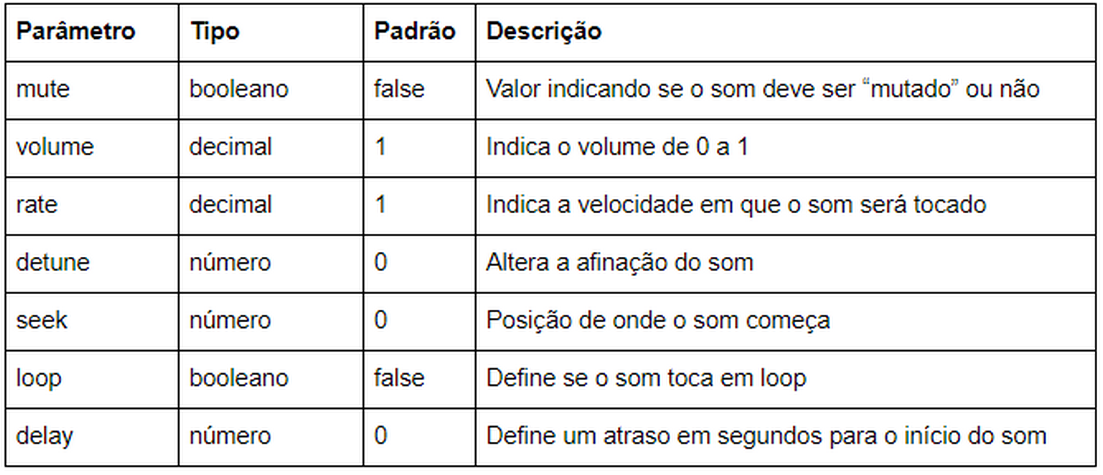 Parâmetro Tipo Padrão Descrição
mute booleano false Valor indicando se o som deve ser “mutado” ou não
volume decimal 1 Indica o volume de 0 a 1
rate decimal 1 Indica a velocidade em que o som será tocado
detune número 0 Altera a afinação do som
seek número 0 Posição de onde o som começa
loop booleano false Define se o som toca em loop
delay número 0 Define um atraso em segundos para o início do som